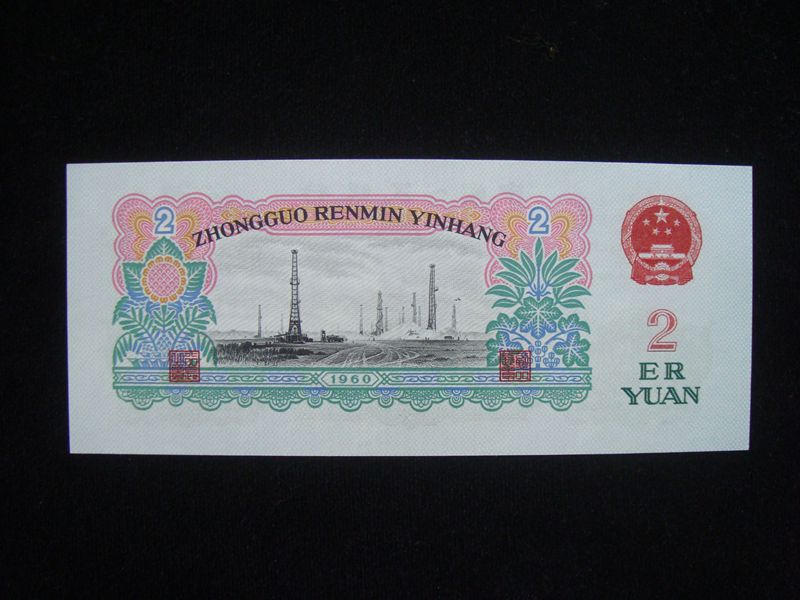 2
2
ZHONGGUO RENMIN YINHANG
1960
2
ER
YUAN